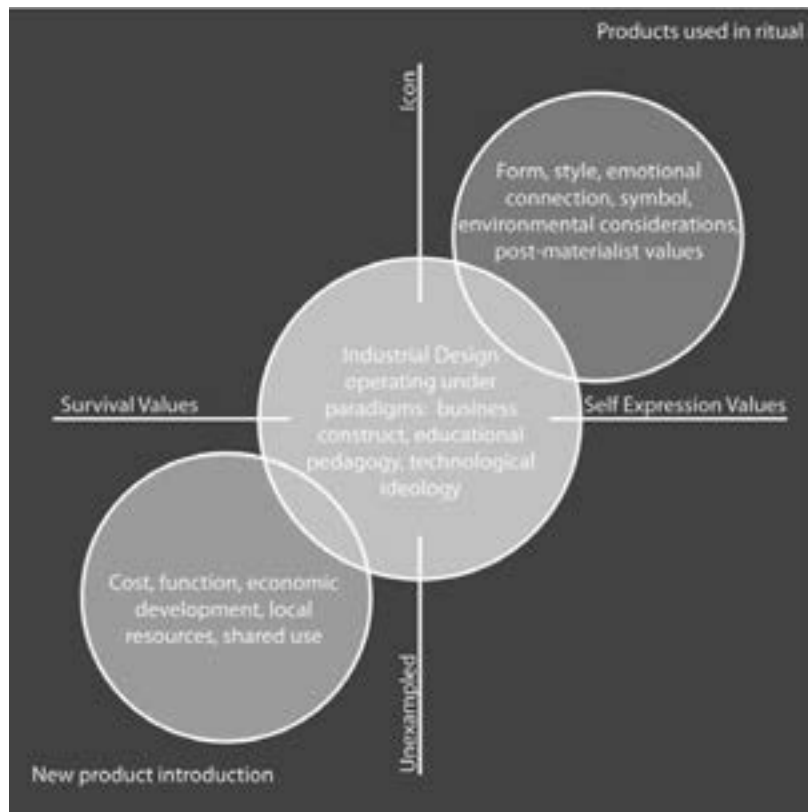 Products used in ritual
Icon
Form, style, emotional
connection, symbol,
environmental considerations,
post-materialist values
Industrial Design
operating under
paradigms: business
construct, educational
pedagogy, technological
ideology
Survival Values
Self Expression Values
Cost, function, economic
development, local
resources, shared use
Unexampled
New product introduction